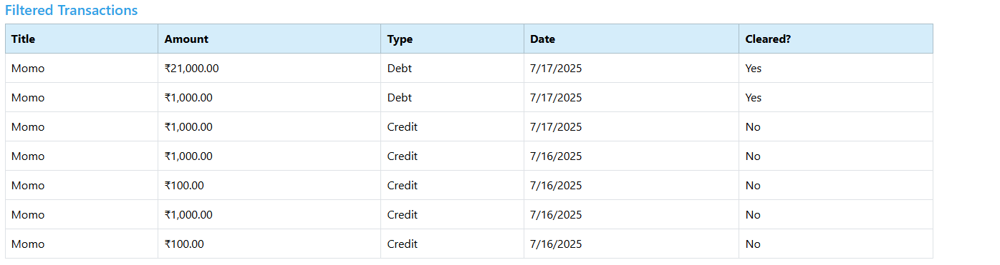 Filtered Transactions
Title Amount Type Date Cleared?
Momo ₹21,000.00 Debt 7/17/2025 Yes
Momo ₹1,000.00 Debt 7/17/2025 Yes
Momo ₹1,000.00 Credit 7/17/2025 No
Momo ₹1,000.00 Credit 7/16/2025 No
Momo ₹100.00 Credit 7/16/2025 No
Momo ₹1,000.00 Credit 7/16/2025 No
Momo ₹100.00 Credit 7/16/2025 No